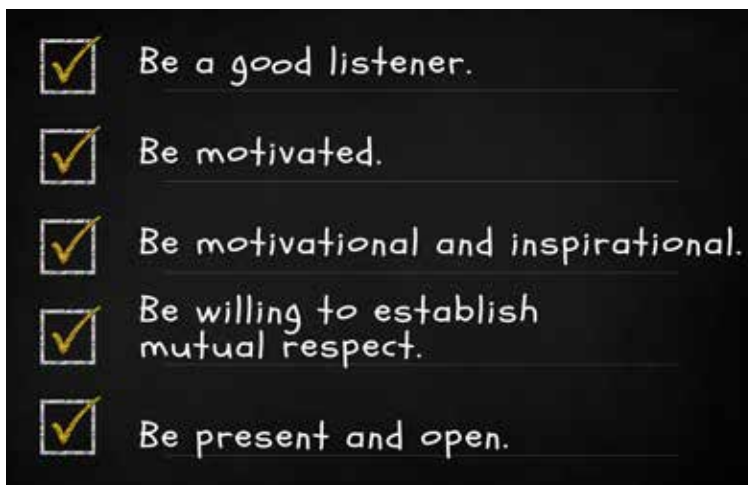 Be a good listener.
Be motivated.
Be motivational and inspirational.
Be willing to establish
mutual respect.
Be present and open.